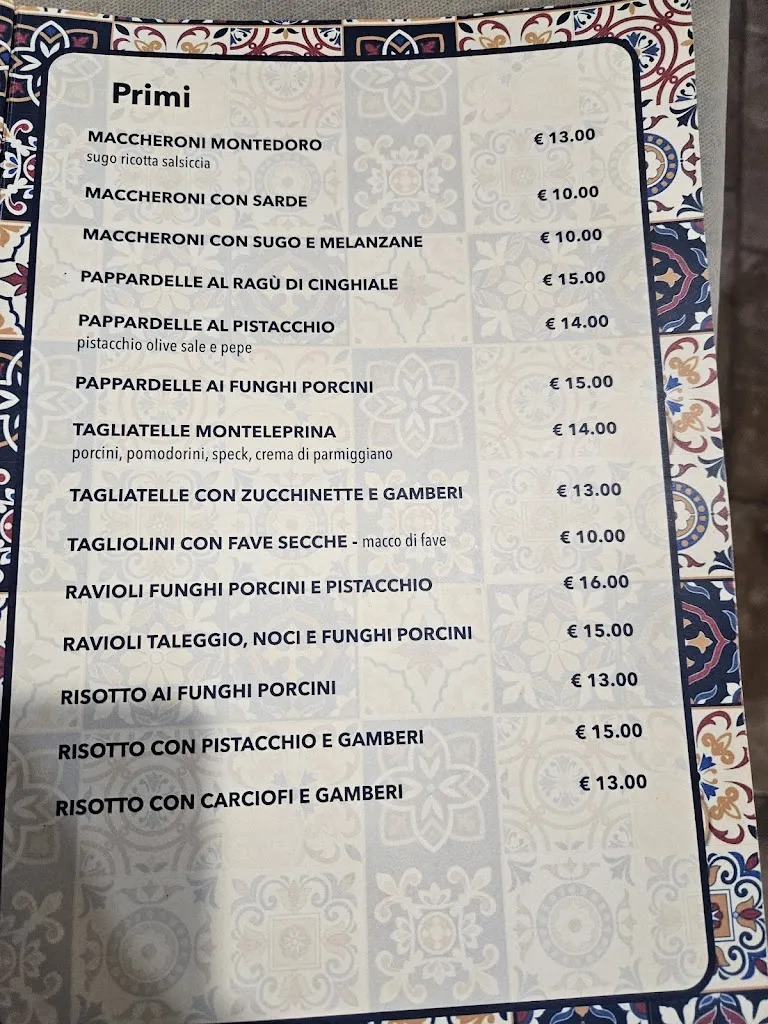 Primi
MACCHERONI MONTEDORO € 13.00
sugo ricotta salsiccia
MACCHERONI CON SARDE € 10.00
MACCHERONI CON SUGO E MELANZANE € 10.00
PAPPARDELLE AL RAGÙ DI CINGHIALE € 15.00
PAPPARDELLE AL PISTACCHIO € 14.00
pistacchio olive sale e pepe
PAPPARDELLE AI FUNGHI PORCINI € 15.00
TAGLIATELLE MONTELEPRINA € 14.00
porcini, pomodorini, speck, crema di parmiggiano
TAGLIATELLE CON ZUCCHINETTE E GAMBERI € 13.00
TAGLIOLINI CON FAVE SECCHE - macco di fave € 10.00
RAVIOLI FUNGHI PORCINI E PISTACCHIO € 16.00
RAVIOLI TALEGGIO, NOCI E FUNGHI PORCINI € 15.00
RISOTTO AI FUNGHI PORCINI € 13.00
RISOTTO CON PISTACCHIO E GAMBERI € 15.00
RISOTTO CON CARCIOFI E GAMBERI € 13.00